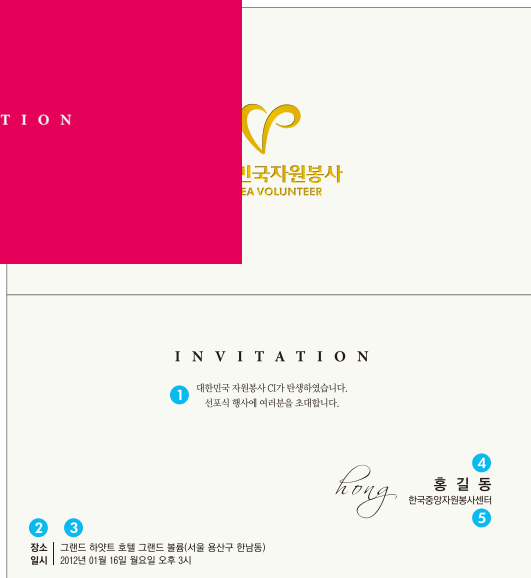 T I O N
국자원봉사
EA VOLUNTEER
I N V I T A T I O N
1 대한민국 자원봉사 CI가 탄생하였습니다.
선포식 행사에 여러분을 초대합니다.
4
hong 홍 길 동
한국중앙자원봉사센터
5
2 3
장소 | 그랜드 하얏트 호텔 그랜드 볼륨(서울 용산구 한남동)
일시 | 2012년 01월 16일 월요일 오후 3시